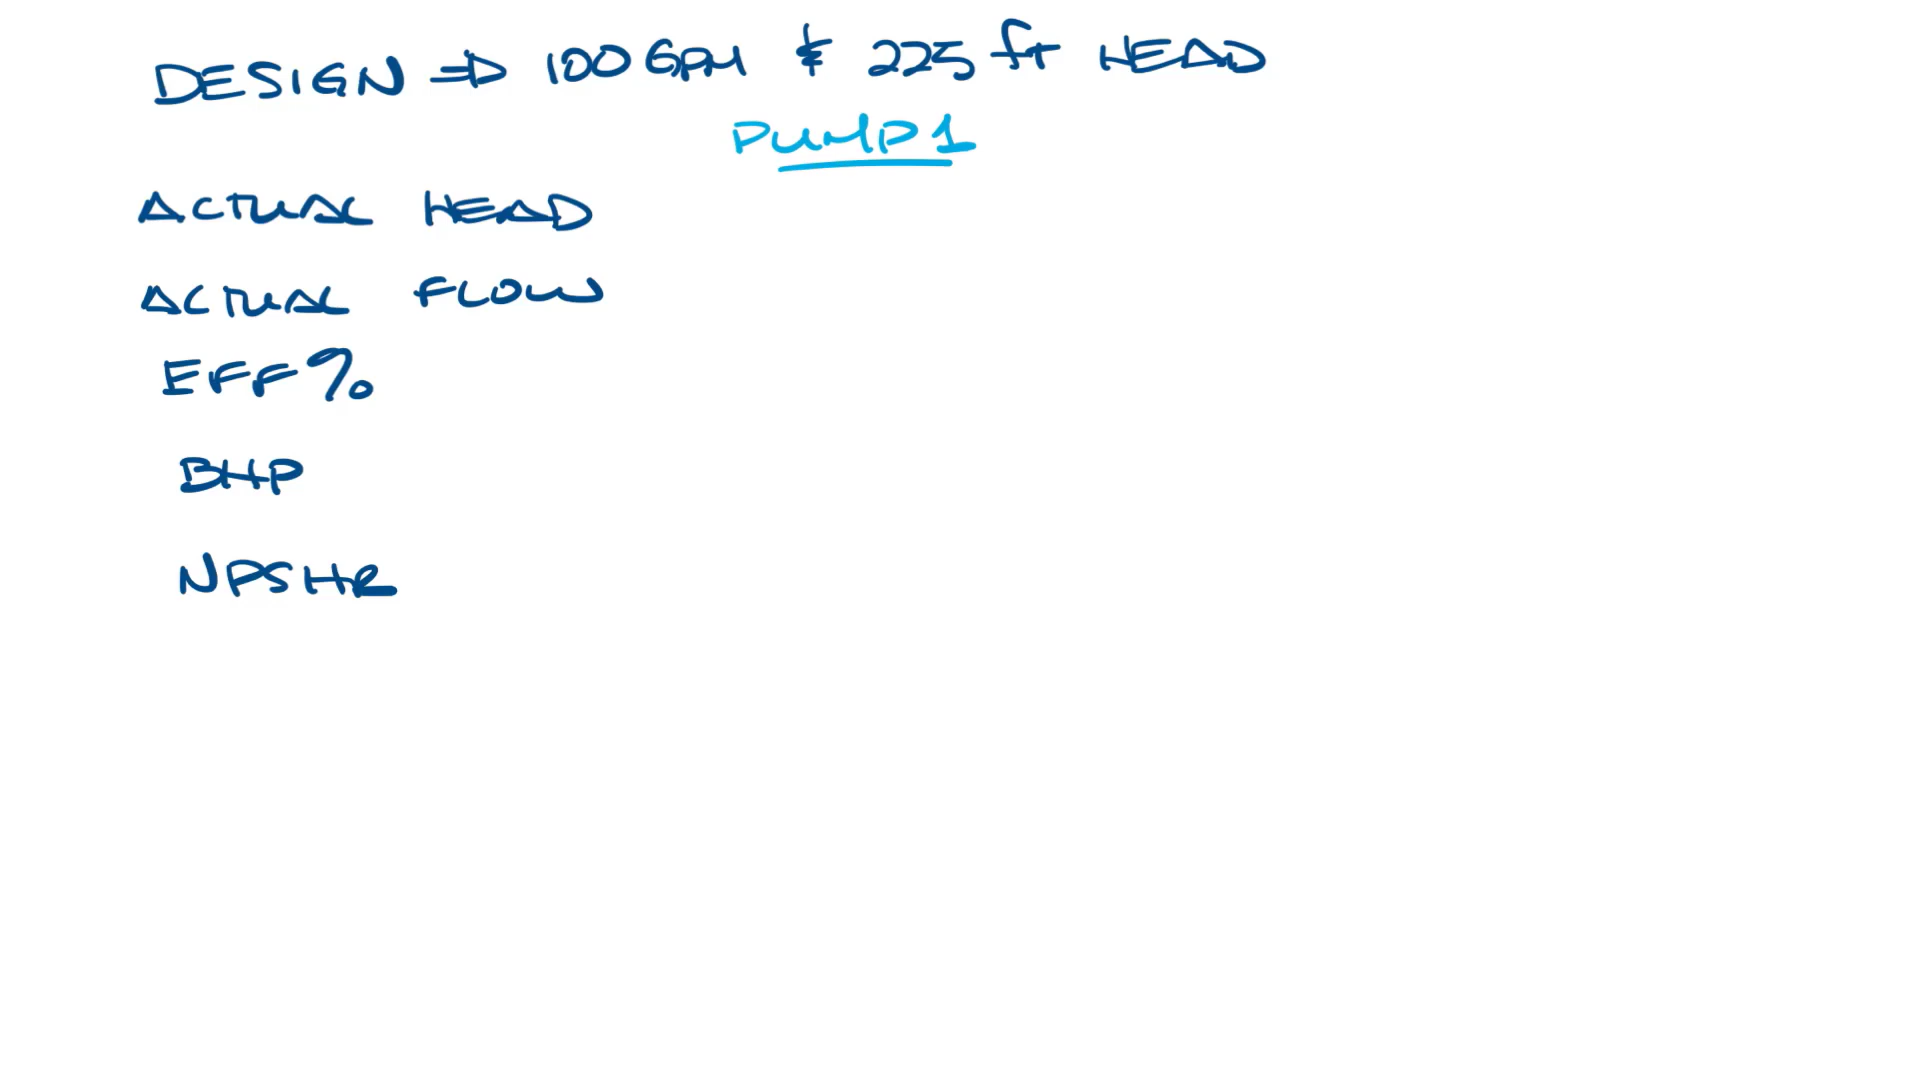 DESIGN ⇒ 100 GPM & 225 ft HEAD
PUMP 1
ACTUAL HEAD
ACTUAL FLOW
EFF %
BHP
NPSHR